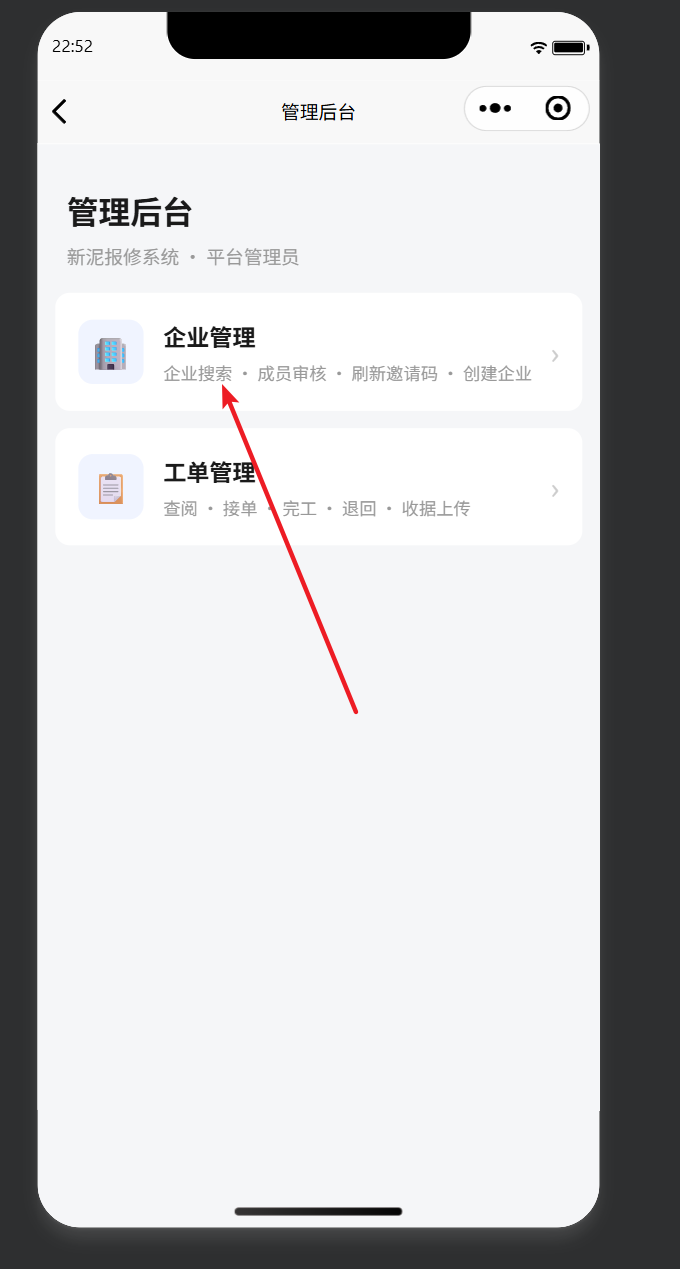 22:52
管理后台
管理后台
新泥报修系统 · 平台管理员
企业管理
企业搜索 · 成员审核 · 刷新邀请码 · 创建企业
工单管理
查阅 · 接单 · 完工 · 退回 · 收据上传